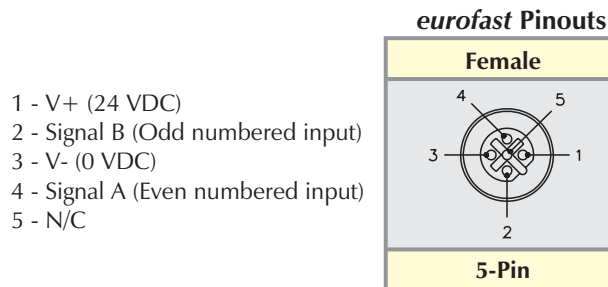 eurofast Pinouts
Female
1 - V+ (24 VDC)
2 - Signal B (Odd numbered input)
3 - V- (0 VDC)
4 - Signal A (Even numbered input)
5 - N/C
4 5
3 1
2
5-Pin